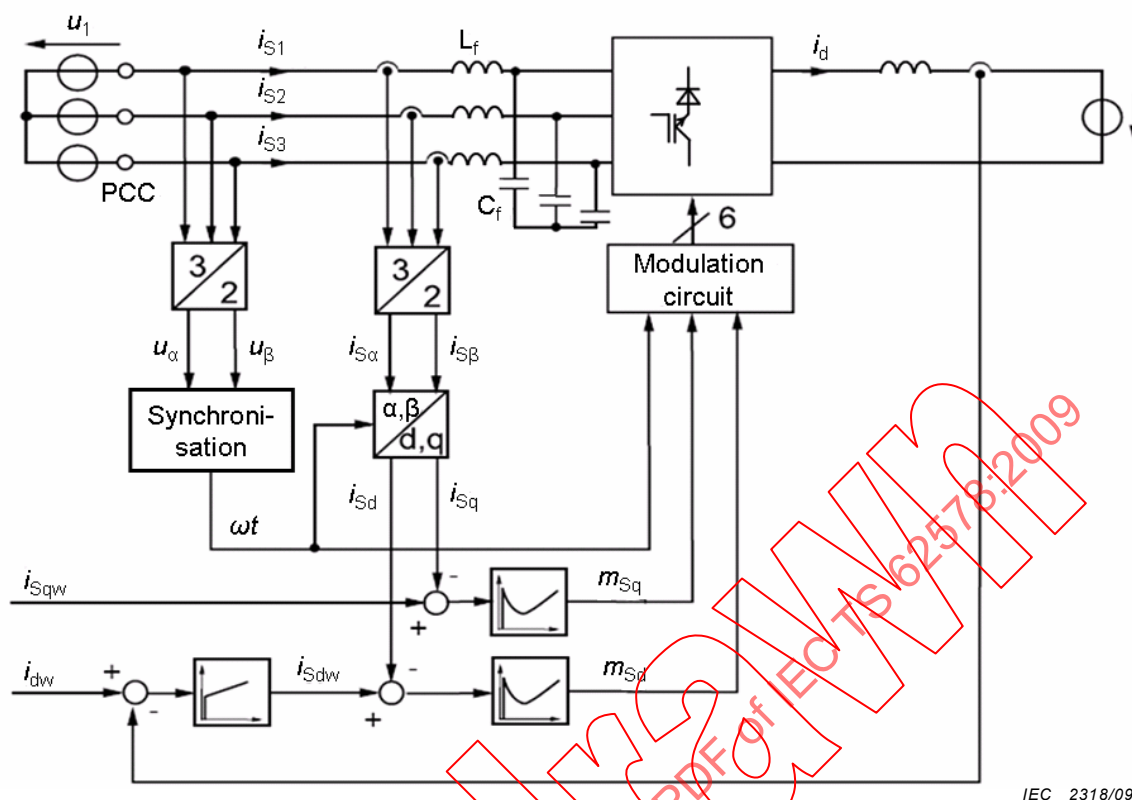 u1
iS1
Lf
id
iS2
iS3
PCC
Cf
6
3
2
3
2
Modulation
circuit
uα
uβ
iSα
iSβ
Synchroni-
sation
α,β
d,q
iSd
iSq
ωt
iSqw
-
+
mSq
idw
+
-
iSdw
-
+
mSd
PDF of IEC TS 62578:2009
IEC 2318/09